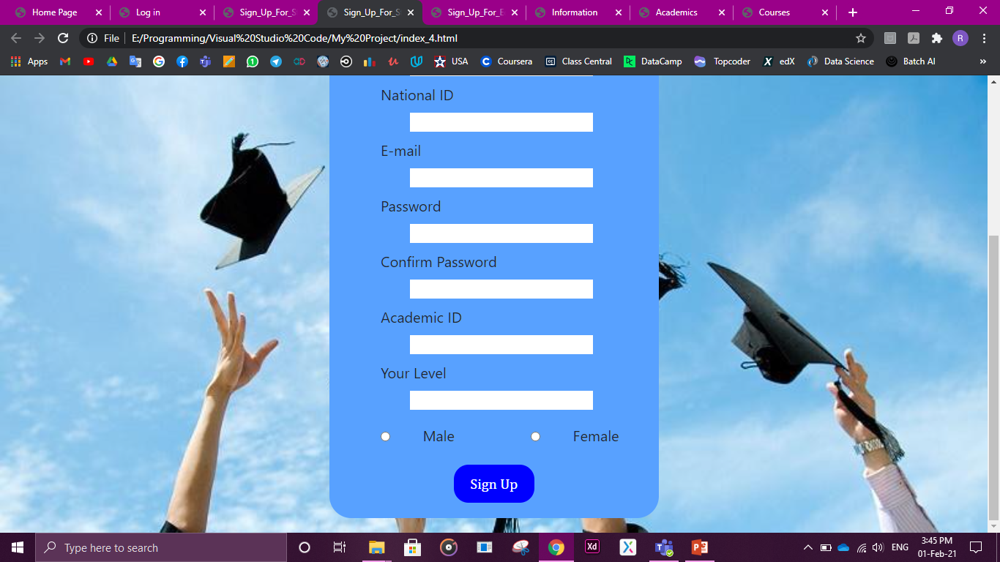 Home Page
Log in
Sign_Up_For_S
Sign_Up_For_S
Sign_Up_For_E
Information
Academics
Courses
File
E:/Programming/Visual%20Studio%20Code/My%20Project/index_4.html
R
Apps
USA
Coursera
Class Central
DataCamp
Topcoder
edX
Data Science
Batch AI
National ID
E-mail
Password
Confirm Password
Academic ID
Your Level
Male Female
Sign Up
Type here to search
Xd
ENG
3:45 PM
01-Feb-21